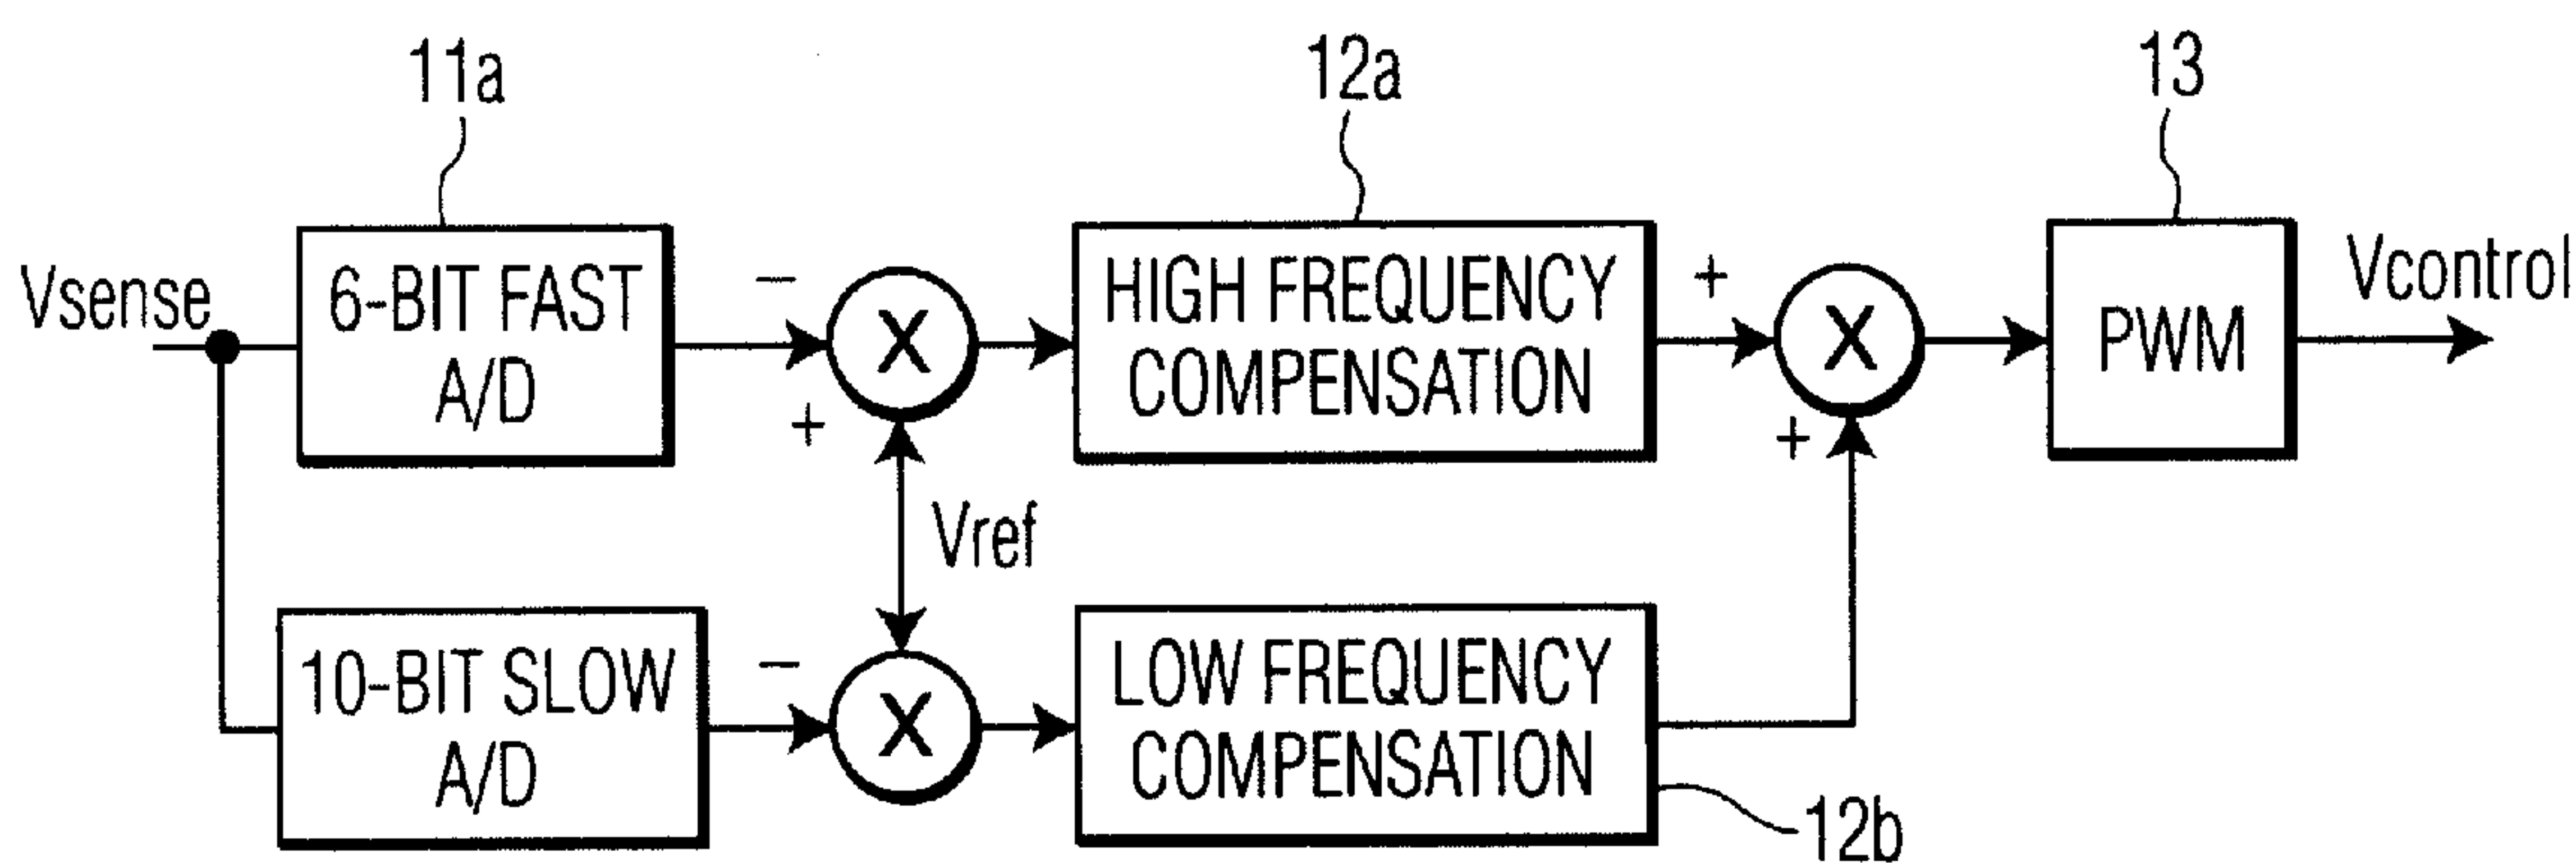 11a
12a
13
Vsense
6-BIT FAST
A/D
−
+
X
HIGH FREQUENCY
COMPENSATION
+
+
X
PWM
Vcontrol
Vref
10-BIT SLOW
A/D
−
X
LOW FREQUENCY
COMPENSATION
12b